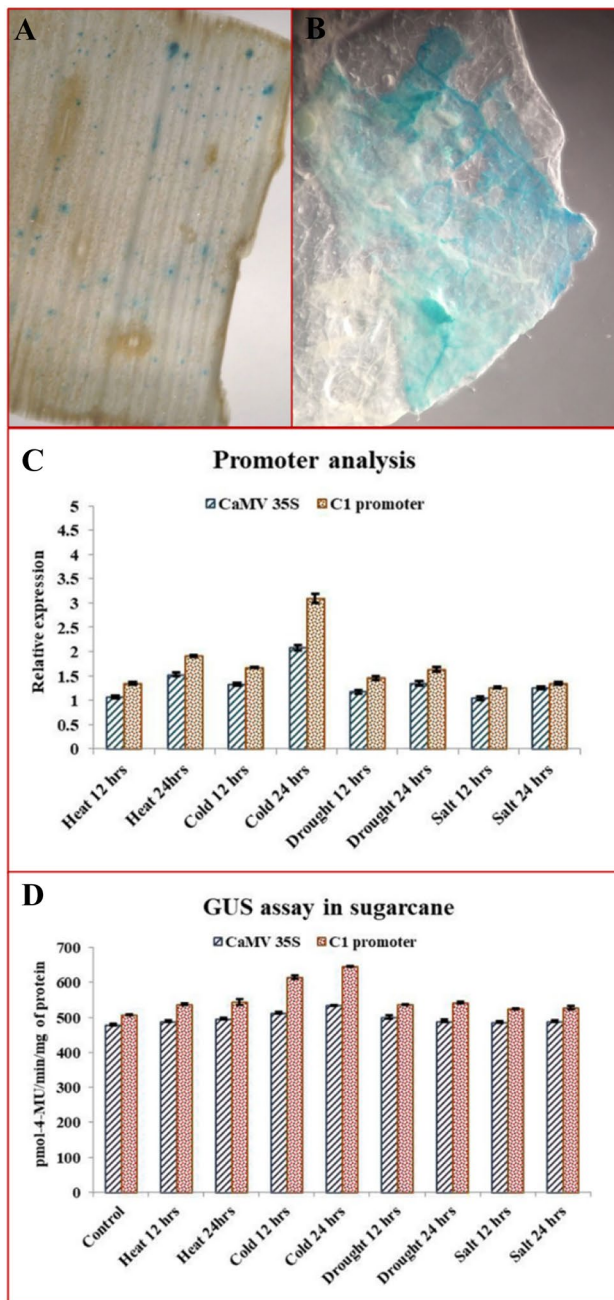 A
B
C
Promoter analysis
CaMV 35S C1 promoter
Relative expression
5
4.5
4
3.5
3
2.5
2
1.5
1
0.5
0
Heat 12 hrs
Heat 24hrs
Cold 12 hrs
Cold 24 hrs
Drought 12 hrs
Drought 24 hrs
Salt 12 hrs
Salt 24 hrs
D
GUS assay in sugarcane
CaMV 35S C1 promoter
pmol-4-MU/min/mg of protein
700
600
500
400
300
200
100
0
Control
Heat 12 hrs
Heat 24hrs
Cold 12 hrs
Cold 24 hrs
Drought 12 hrs
Drought 24 hrs
Salt 12 hrs
Salt 24 hrs